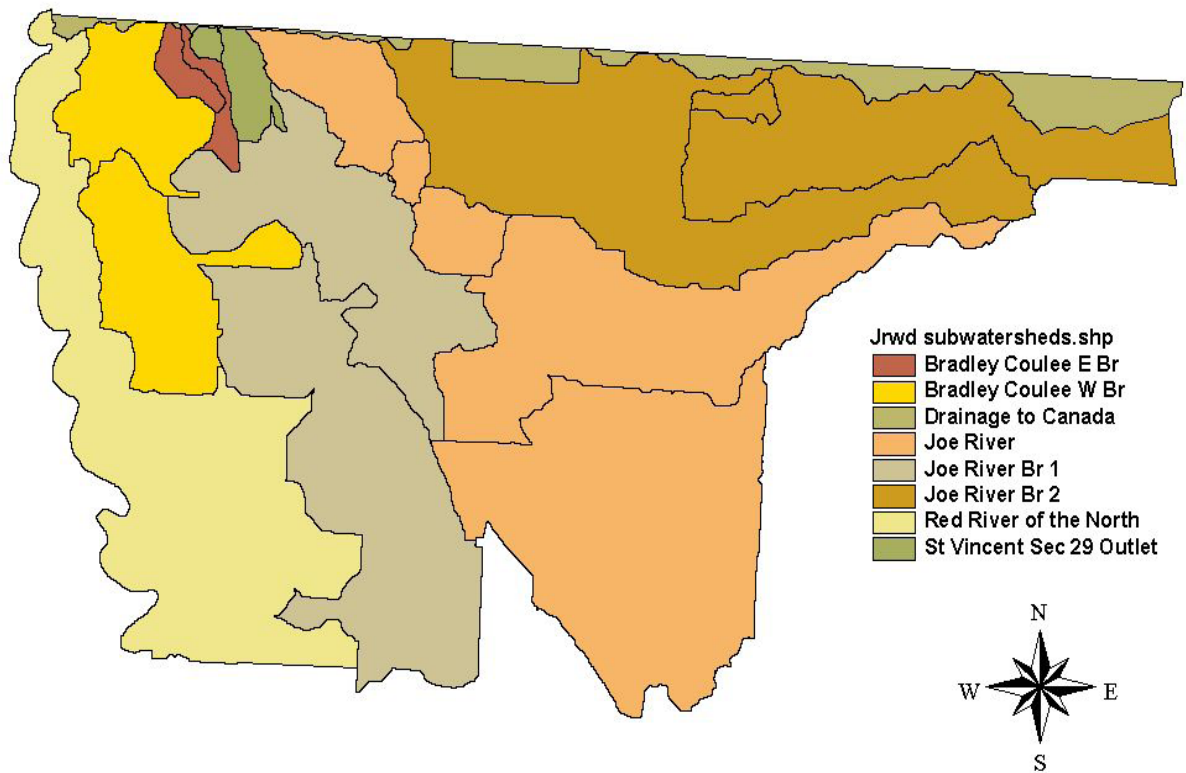 Jrwd subwatersheds.shp
Bradley Coulee E Br
Bradley Coulee W Br
Drainage to Canada
Joe River
Joe River Br 1
Joe River Br 2
Red River of the North
St Vincent Sec 29 Outlet
N
W E
S